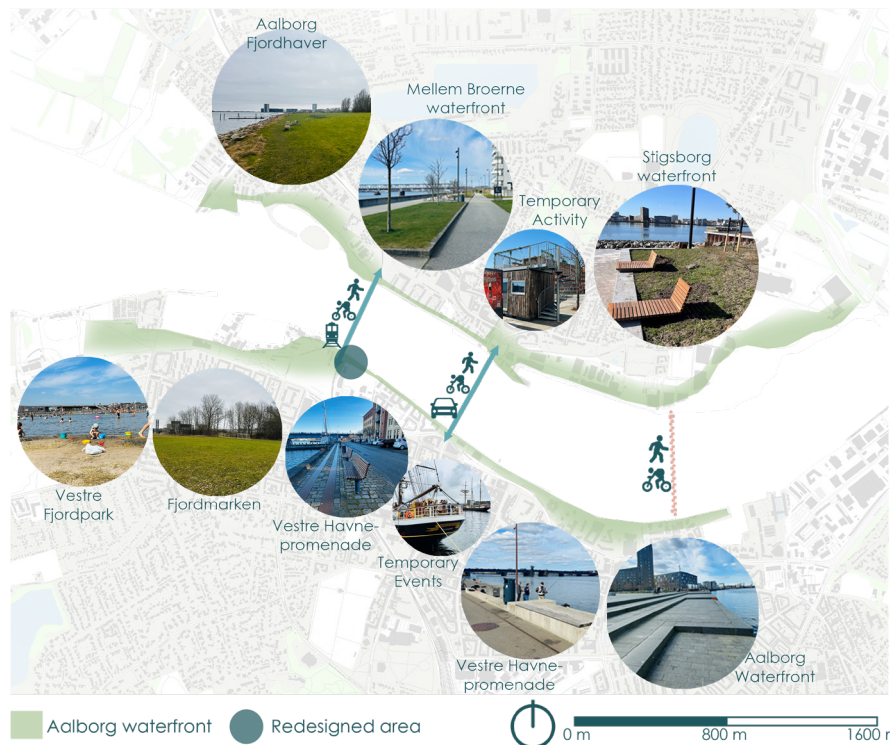 Aalborg
Fjordhaver
Mellem Broerne
waterfront
Stigsborg
waterfront
Temporary
Activity
Vestre
Fjordpark
Fjordmarken
Vestre Havne-
promenade
Temporary
Events
Vestre Havne-
promenade
Aalborg
Waterfront
Aalborg waterfront
Redesigned area
0 m
800 m
1600 m